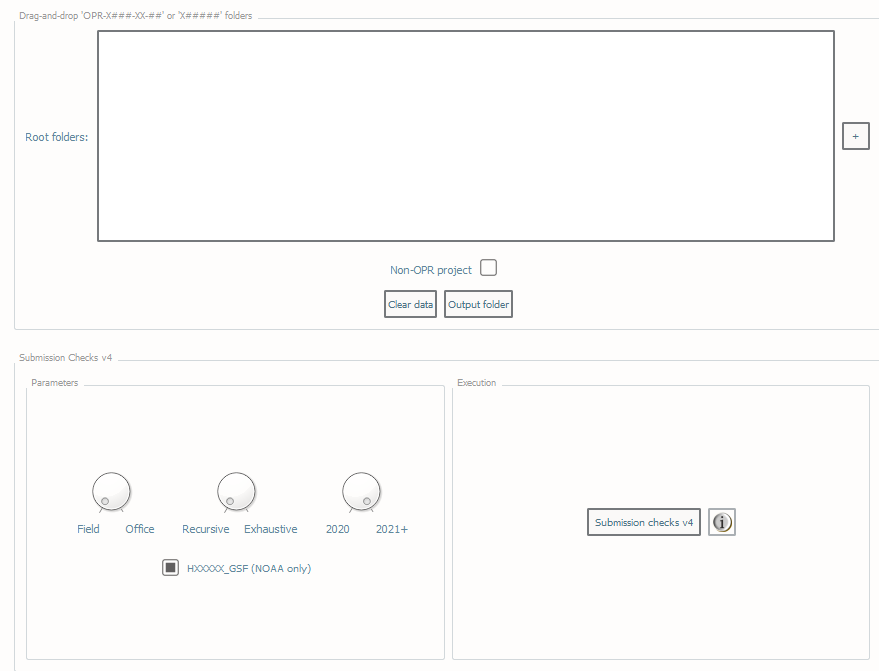 Drag-and-drop 'OPR-X###-XX-##' or 'X#####' folders
Root folders:
+
Non-OPR project
Clear data Output folder
Submission Checks v4
Parameters
Execution
Field Office Recursive Exhaustive 2020 2021+
HXXXXX_GSF (NOAA only)
Submission checks v4
i